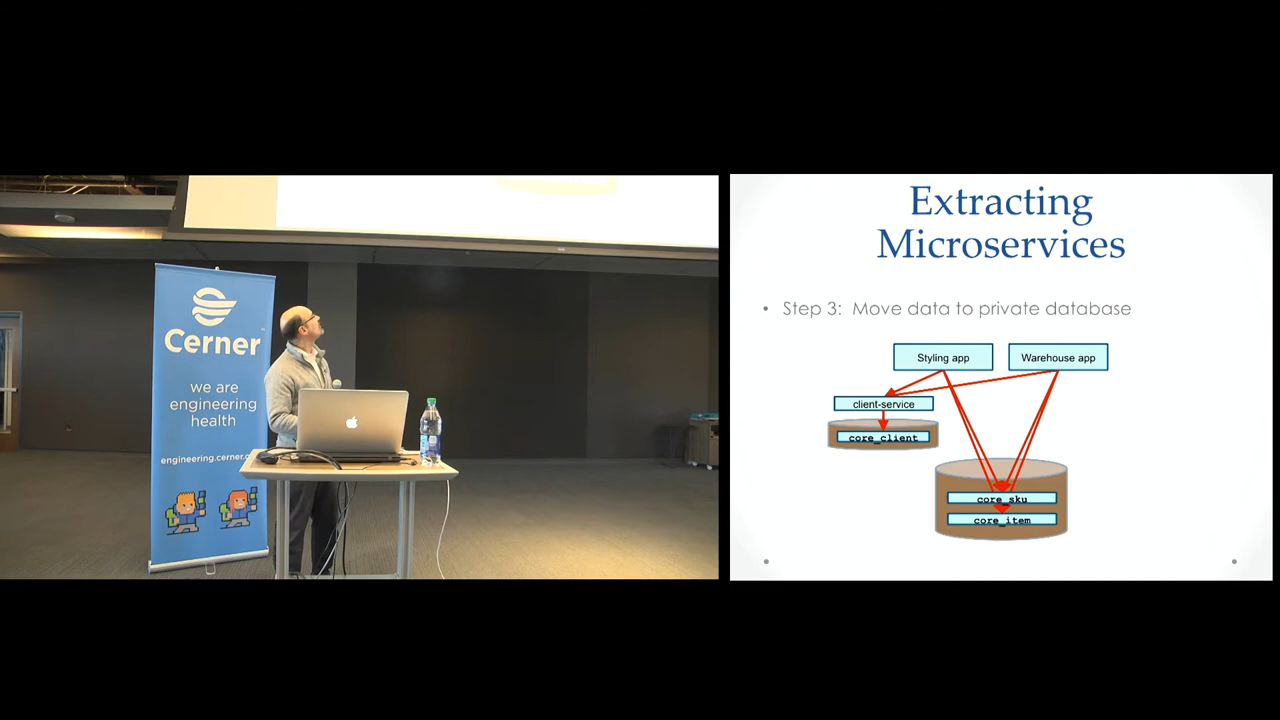 Cerner
we are
engineering
health
engineering.cerner.c
Extracting
Microservices
• Step 3: Move data to private database
Styling app
Warehouse app
client-service
core_client
core_sku
core_item